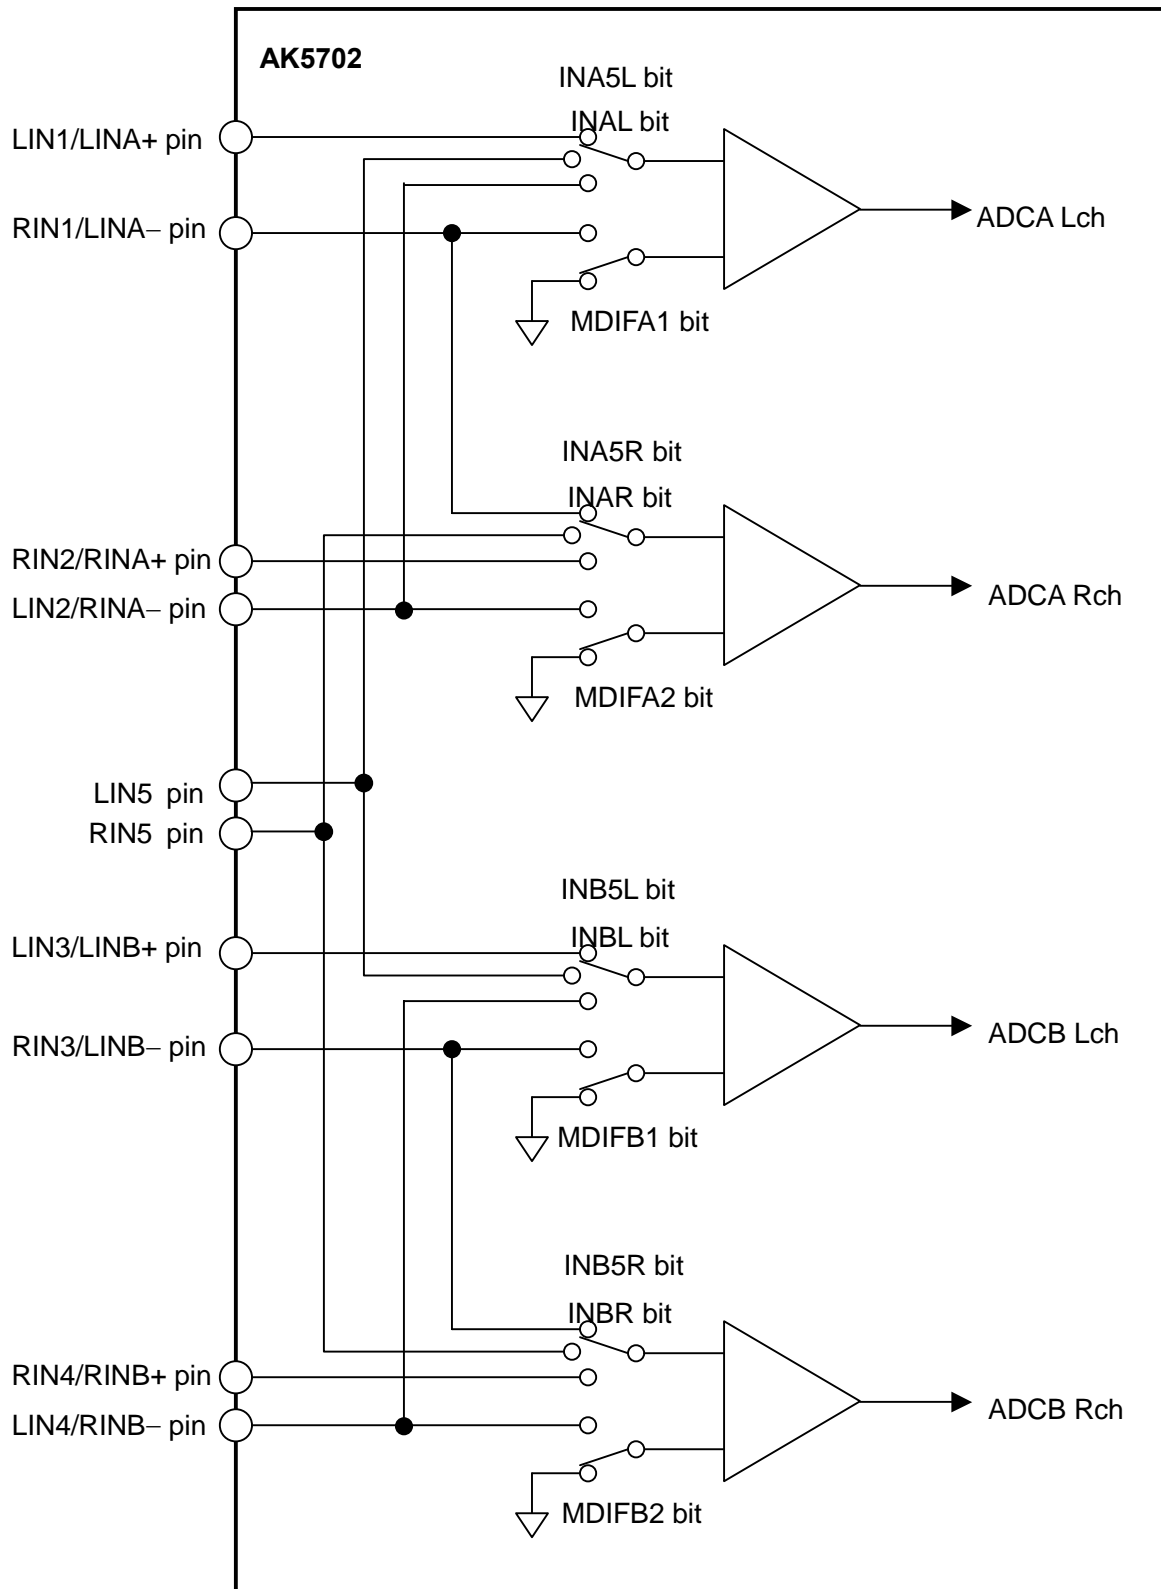 AK5702
INA5L bit
LIN1/LINA+ pin
INAL bit
RIN1/LINA− pin
ADCA Lch
MDIFA1 bit
INA5R bit
INAR bit
RIN2/RINA+ pin
LIN2/RINA− pin
ADCA Rch
MDIFA2 bit
LIN5 pin
RIN5 pin
INB5L bit
LIN3/LINB+ pin
INBL bit
RIN3/LINB− pin
ADCB Lch
MDIFB1 bit
INB5R bit
INBR bit
RIN4/RINB+ pin
LIN4/RINB− pin
ADCB Rch
MDIFB2 bit